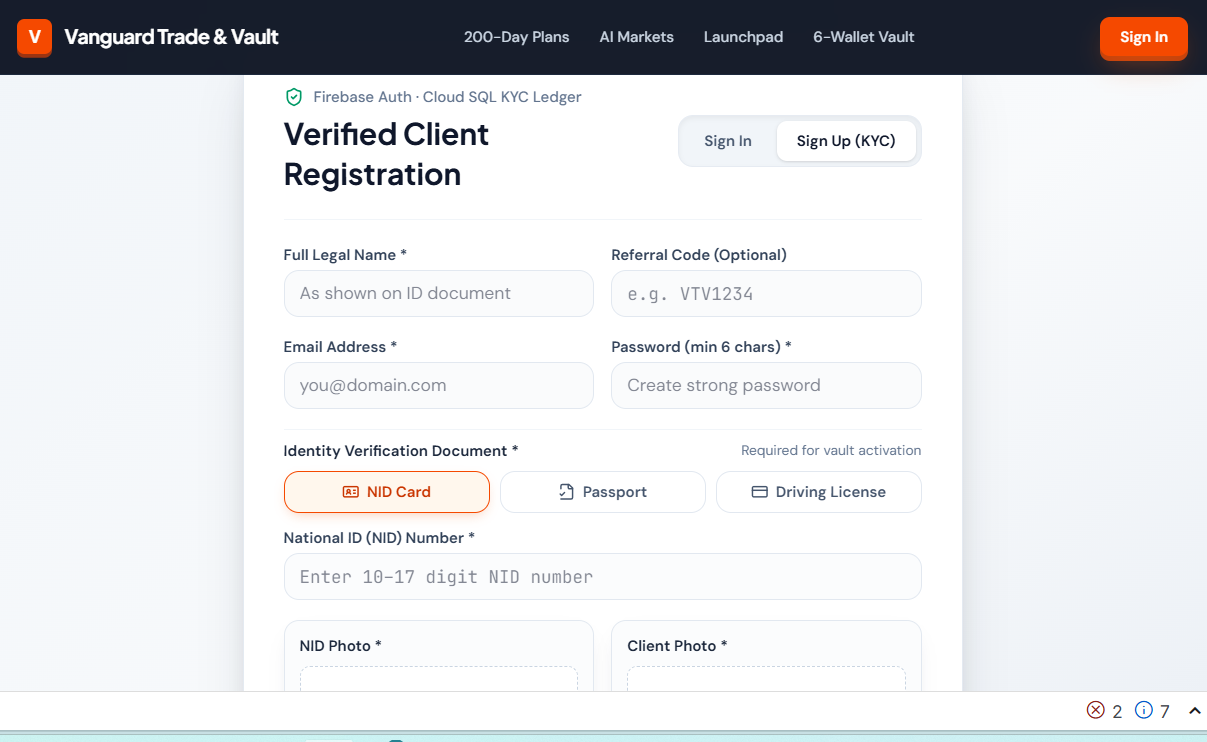 V Vanguard Trade & Vault 200-Day Plans AI Markets Launchpad 6-Wallet Vault Sign In
Firebase Auth · Cloud SQL KYC Ledger
Verified Client
Registration
Sign In Sign Up (KYC)
Full Legal Name * Referral Code (Optional)
As shown on ID document e.g. VTV1234
Email Address * Password (min 6 chars) *
you@domain.com Create strong password
Identity Verification Document * Required for vault activation
NID Card Passport Driving License
National ID (NID) Number *
Enter 10-17 digit NID number
NID Photo * Client Photo *
2 7